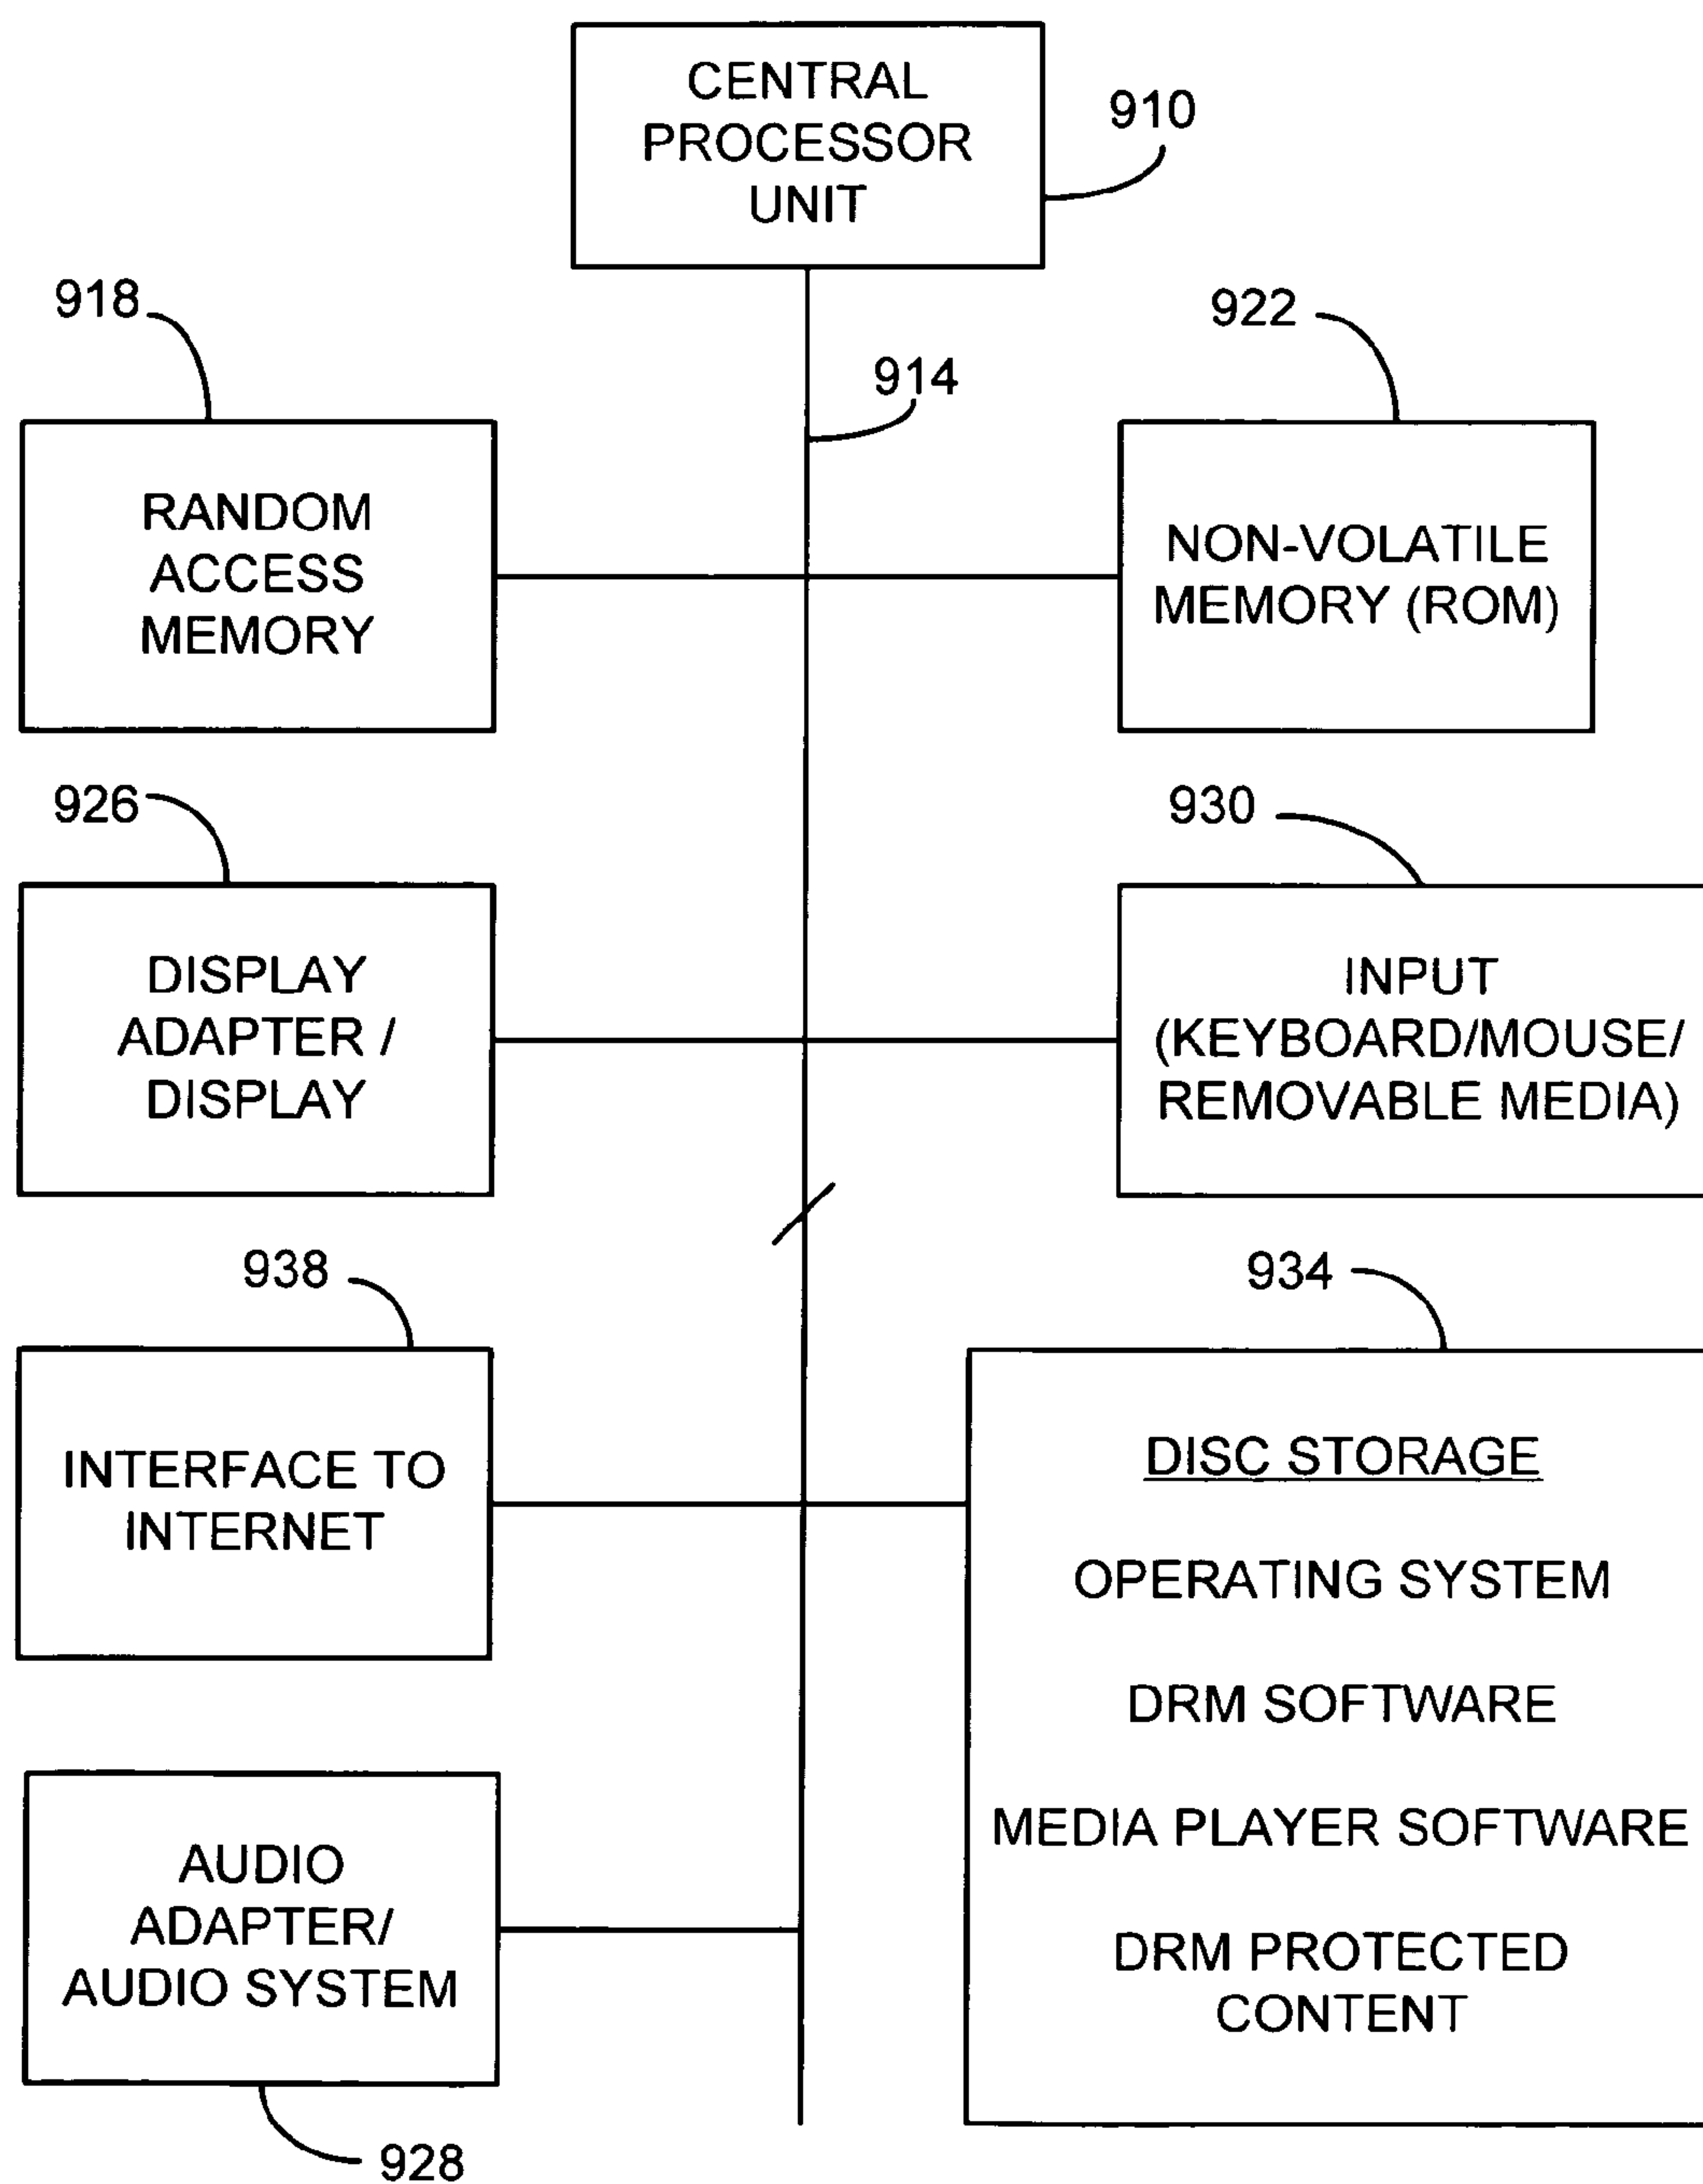 CENTRAL
PROCESSOR
UNIT
910
918
922
914
RANDOM
ACCESS
MEMORY
NON-VOLATILE
MEMORY (ROM)
926
930
DISPLAY
ADAPTER /
DISPLAY
INPUT
(KEYBOARD/MOUSE/
REMOVABLE MEDIA)
938
934
INTERFACE TO
INTERNET
DISC STORAGE
OPERATING SYSTEM
DRM SOFTWARE
MEDIA PLAYER SOFTWARE
DRM PROTECTED
CONTENT
AUDIO
ADAPTER/
AUDIO SYSTEM
928